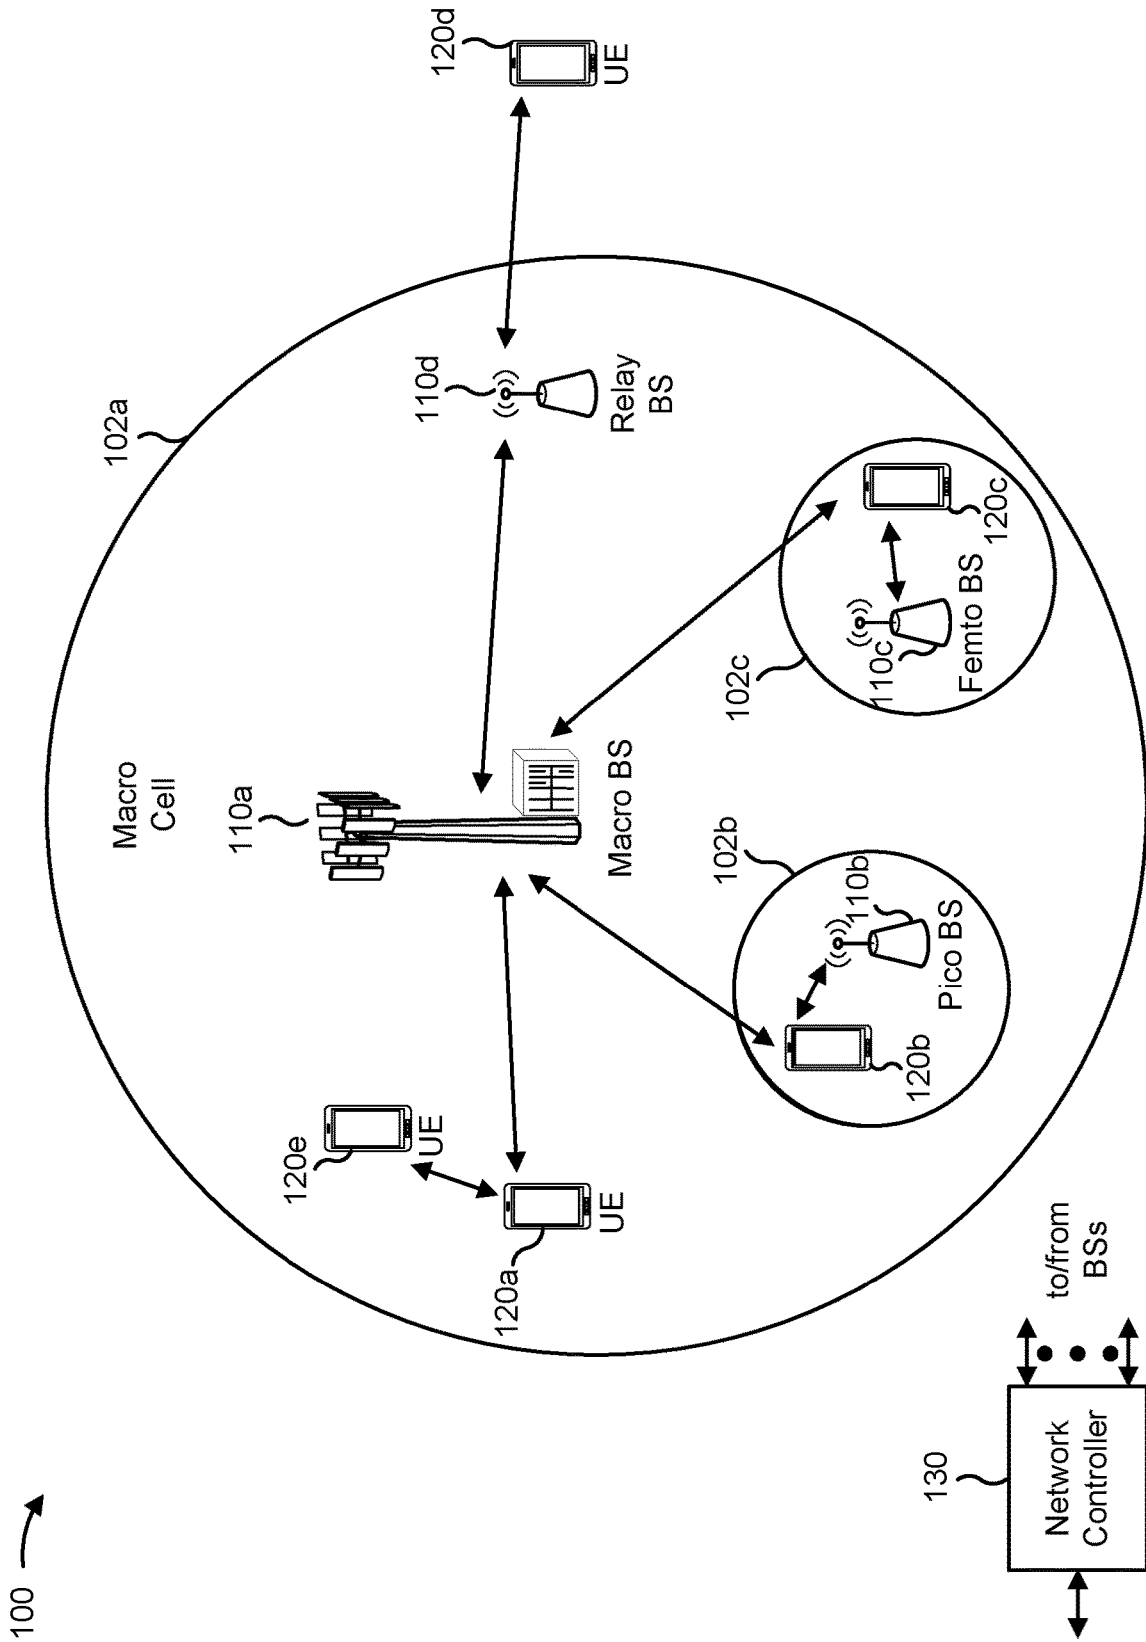 100
102a
Macro
Cell
110a
120d
UE
120e
UE
110d
Relay
BS
120a
UE
Macro BS
102b
110b
Pico BS
120b
102c
110c
Femto BS
120c
130
Network
Controller
to/from
BSs